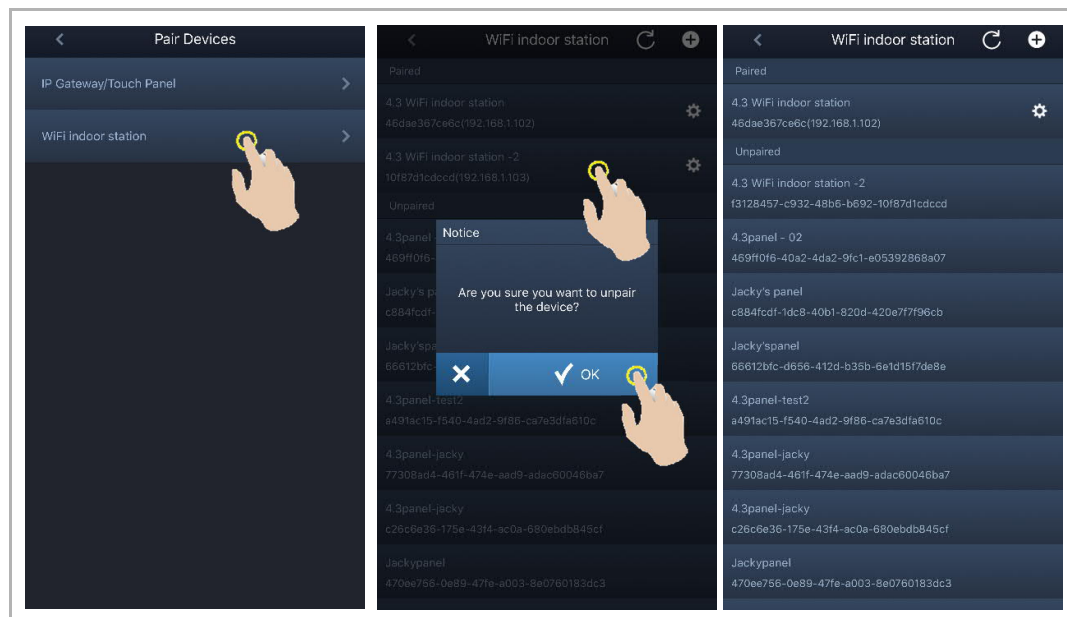 Pair Devices
IP Gateway/Touch Panel
WiFi indoor station
WiFi indoor station
Paired
4.3 WiFi indoor station
46dae367ce6c(192.168.1.102)
4.3 WiFi indoor station -2
10f87d1cdccd(192.168.1.103)
Unpaired
4.3panel
469ff0f6-
Jacky's p
c884fcdf-
Jacky'spa
66612bfc-
Notice
Are you sure you want to unpair
the device?
OK
4.3panel-test2
a491ac15-f540-4ad2-9f86-ca7e3dfa610c
4.3panel-jacky
77308ad4-461f-474e-aad9-adac60046ba7
4.3panel-jacky
c26c6e36-175e-43f4-ac0a-680ebdb845cf
Jackypanel
470ee756-0e89-47fe-a003-8e0760183dc3
WiFi indoor station
Paired
4.3 WiFi indoor station
46dae367ce6c(192.168.1.102)
Unpaired
4.3 WiFi indoor station -2
f3128457-c932-48b6-b692-10f87d1cdccd
4.3panel - 02
469ff0f6-40a2-4da2-9fc1-e05392868a07
Jacky's panel
c884fcdf-1dc8-40b1-820d-420e7f7f96cb
Jacky'spanel
66612bfc-d656-412d-b35b-6e1d15f7de8e
4.3panel-test2
a491ac15-f540-4ad2-9f86-ca7e3dfa610c
4.3panel-jacky
77308ad4-461f-474e-aad9-adac60046ba7
4.3panel-jacky
c26c6e36-175e-43f4-ac0a-680ebdb845cf
Jackypanel
470ee756-0e89-47fe-a003-8e0760183dc3